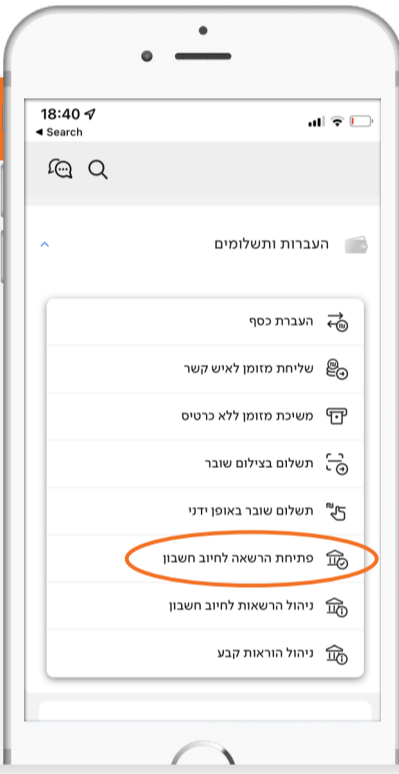 18:40
◄ Search
העברות ותשלומים
העברת כסף
שליחת מזומן לאיש קשר
משיכת מזומן ללא כרטיס
תשלום בצילום שובר
תשלום שובר באופן ידני
פתיחת הרשאה לחיוב חשבון
ניהול הרשאות לחיוב חשבון
ניהול הוראות קבע